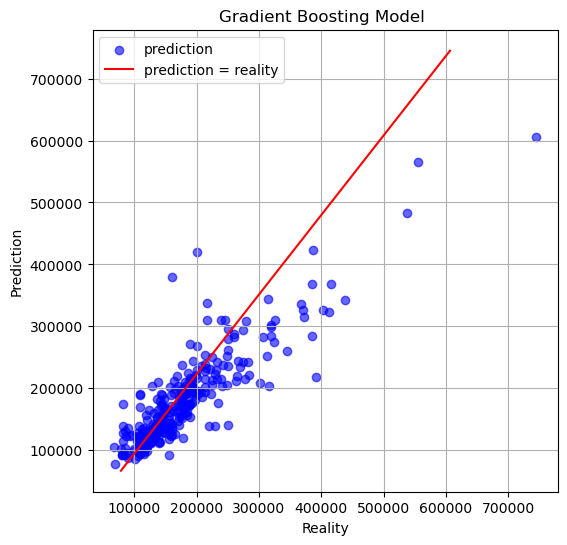 Gradient Boosting Model
prediction
prediction = reality
700000
600000
500000
400000
300000
200000
100000
Prediction
100000 200000 300000 400000 500000 600000 700000
Reality